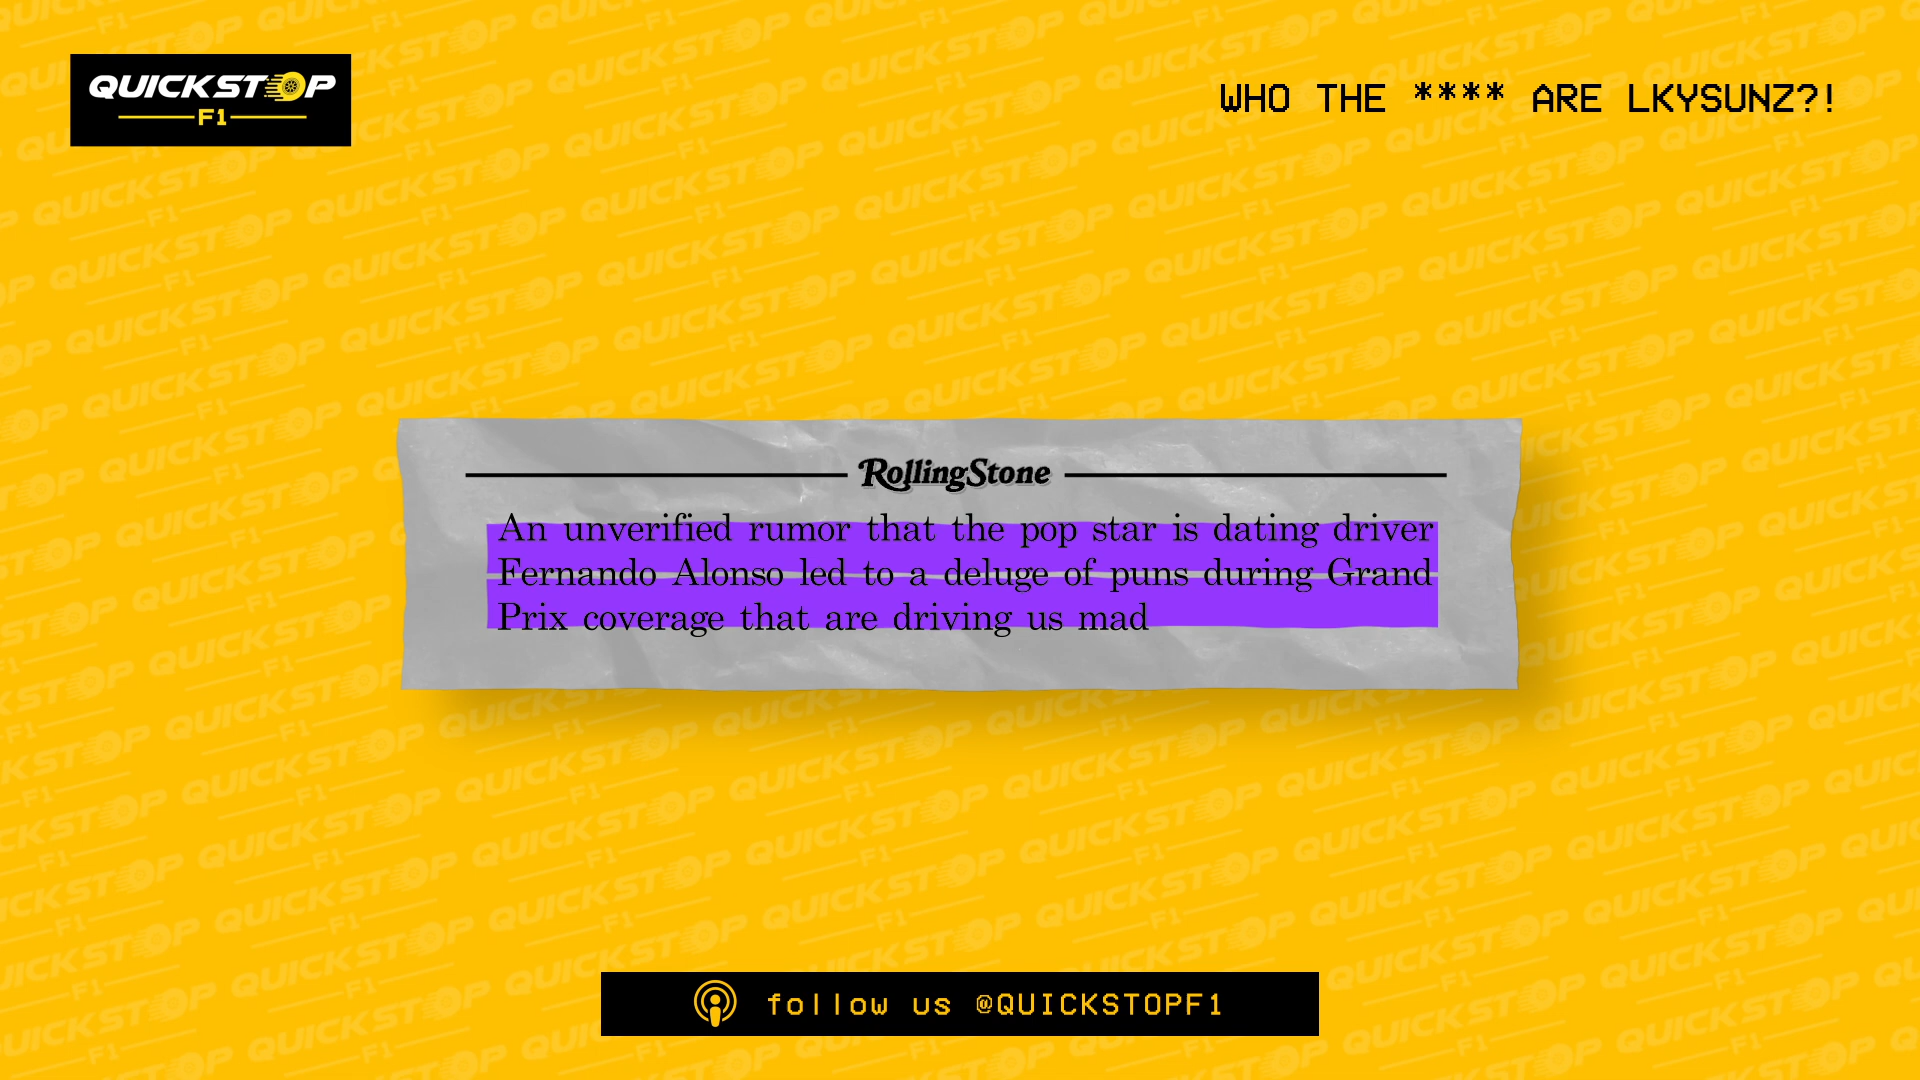 QUICKSTOP
F1
WHO THE **** ARE LKYSUNZ?!
RollingStone
An unverified rumor that the pop star is dating driver
Fernando Alonso led to a deluge of puns during Grand
Prix coverage that are driving us mad
follow us @QUICKSTOPF1